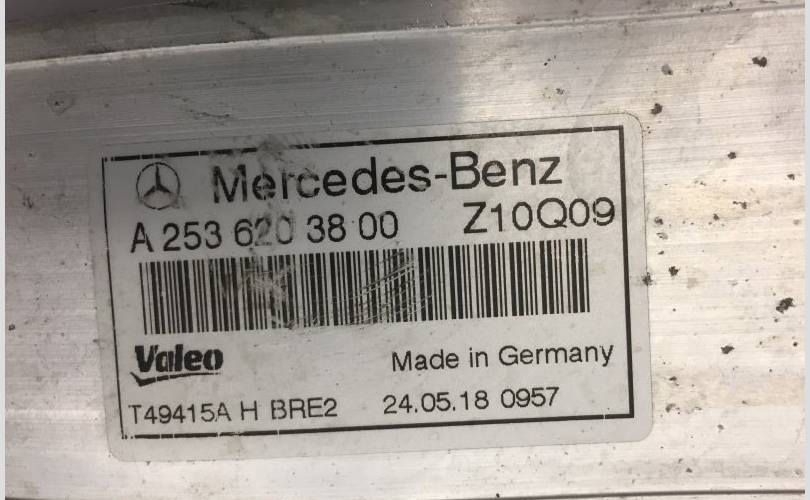 Mercedes-Benz
A 253 620 38 00 Z10Q09
Valeo
Made in Germany
T49415A H BRE2 24.05.18 0957